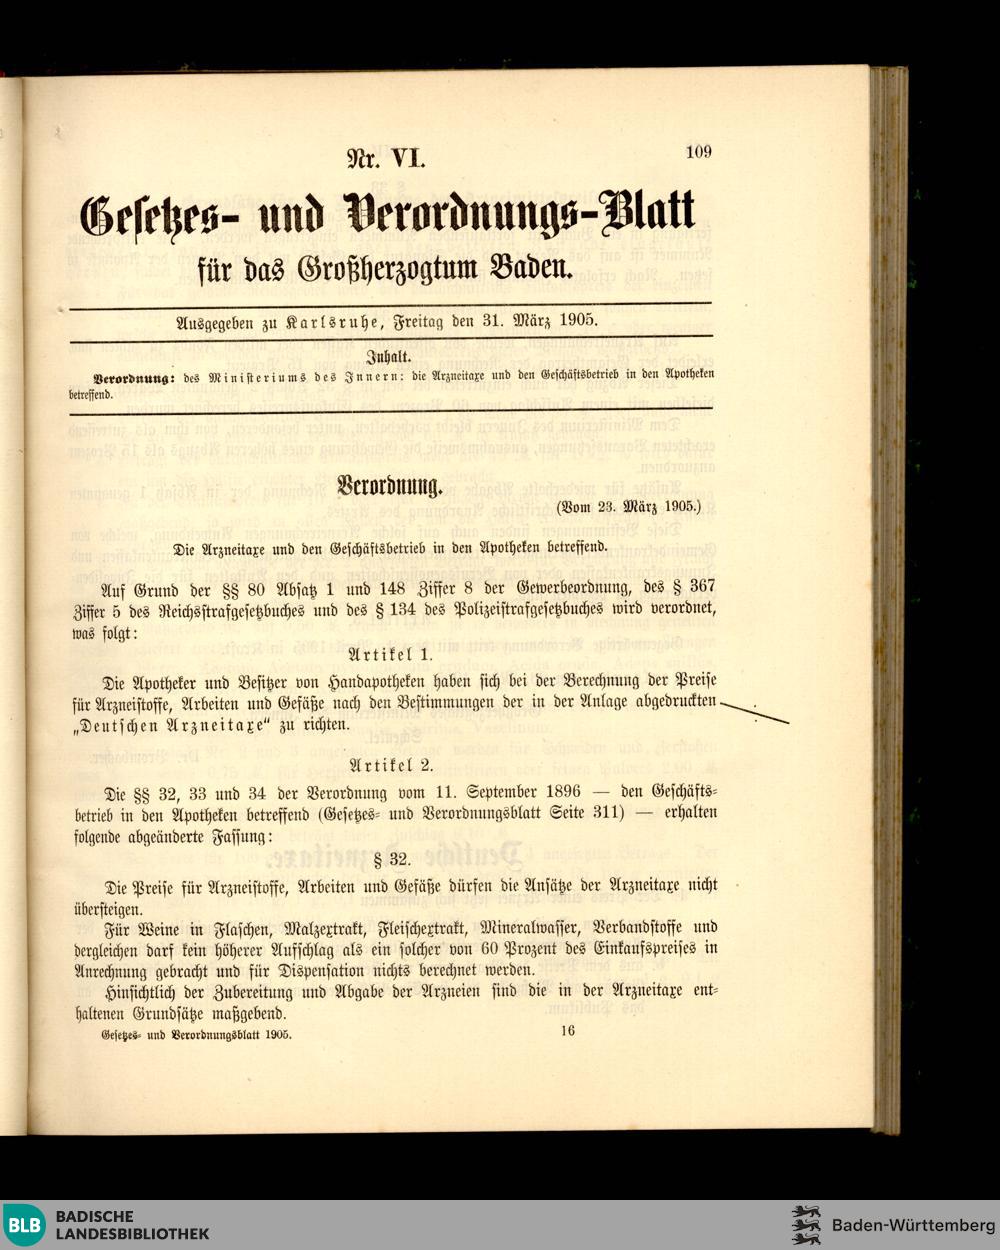 Nr. VI.
109
Gesetzes- und Verordnungs-Blatt
für das Großherzogtum Baden.
Ausgegeben zu Karlsruhe, Freitag den 31. März 1905.
Inhalt.
Verordnung: des Ministeriums des Innern: die Arzneitaxe und den Geschäftsbetrieb in den Apotheken
betreffend.
Verordnung.
(Vom 23. März 1905.)
Die Arzneitaxe und den Geschäftsbetrieb in den Apotheken betreffend.
Auf Grund der §§ 80 Absatz 1 und 148 Ziffer 8 der Gewerbeordnung, des § 367
Ziffer 5 des Reichsstrafgesetzbuches und des § 134 des Polizeistrafgesetzbuches wird verordnet,
was folgt:
Artikel 1.
Die Apotheker und Besitzer von Handapotheken haben sich bei der Berechnung der Preise
für Arzneistoffe, Arbeiten und Gefäße nach den Bestimmungen der in der Anlage abgedruckten
„Deutschen Arzneitaxe“ zu richten.
Artikel 2.
Die §§ 32, 33 und 34 der Verordnung vom 11. September 1896 — den Geschäfts-
betrieb in den Apotheken betreffend (Gesetzes- und Verordnungsblatt Seite 311) — erhalten
folgende abgeänderte Fassung:
§ 32.
Die Preise für Arzneistoffe, Arbeiten und Gefäße dürfen die Ansätze der Arzneitaxe nicht
übersteigen.
Für Weine in Flaschen, Malzextrakt, Fleischextrakt, Mineralwasser, Verbandstoffe und
dergleichen darf kein höherer Aufschlag als ein solcher von 60 Prozent des Einkaufspreises in
Anrechnung gebracht und für Dispensation nichts berechnet werden.
Hinsichtlich der Zubereitung und Abgabe der Arzneien sind die in der Arzneitaxe ent-
haltenen Grundsätze maßgebend.
Gesetzes- und Verordnungsblatt 1905.
16
BLB
BADISCHE
LANDESBIBLIOTHEK
Baden-Württemberg